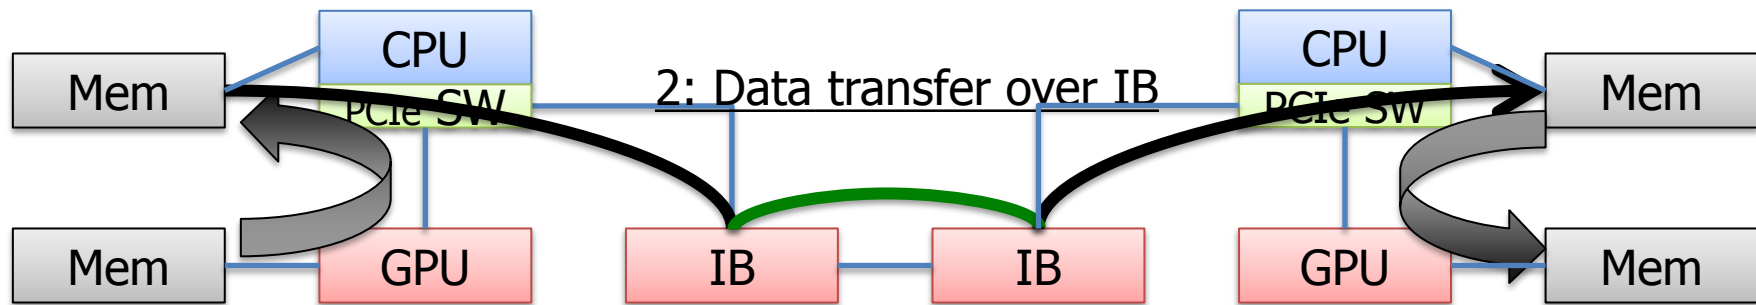 CPU
CPU
Mem
2: Data transfer over IB
Mem
PCIe SW
PCIe SW
Mem
GPU
IB
IB
GPU
Mem